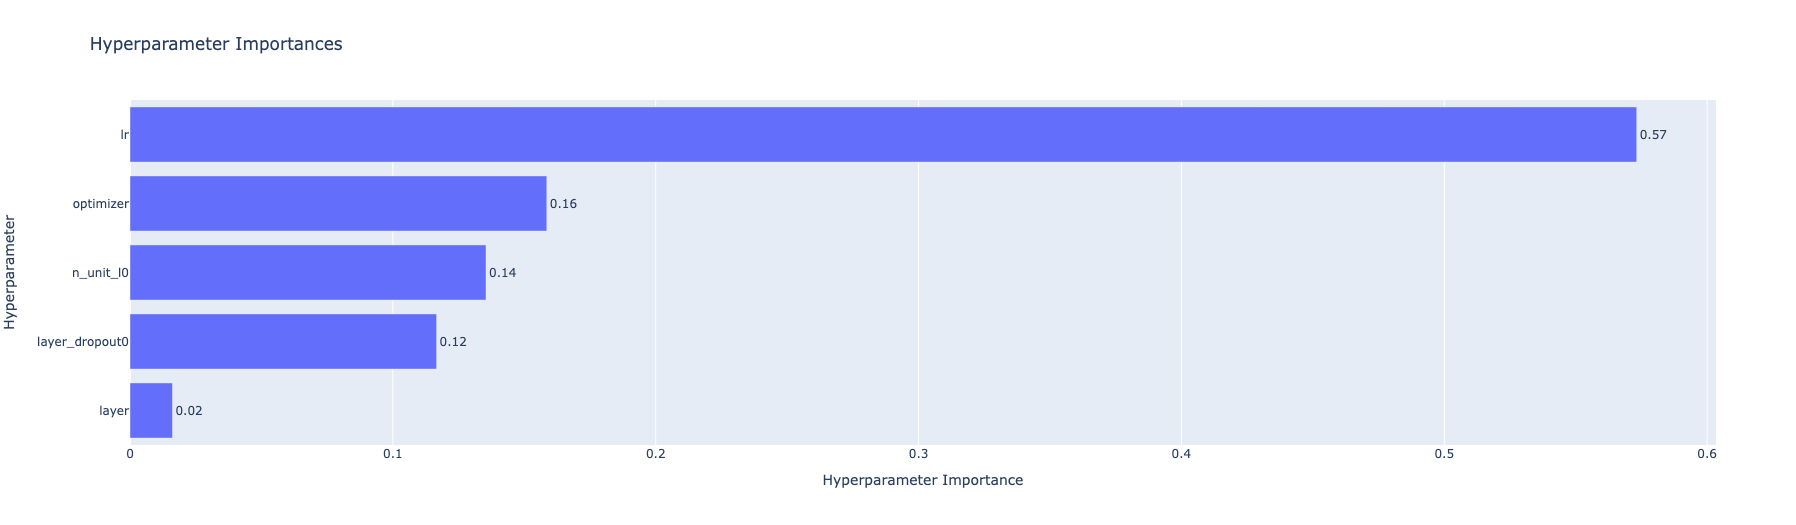 Hyperparameter Importances
Hyperparameter
lr
0.57
optimizer
0.16
n_unit_l0
0.14
layer_dropout0
0.12
layer
0.02
0 0.1 0.2 0.3 0.4 0.5 0.6
Hyperparameter Importance